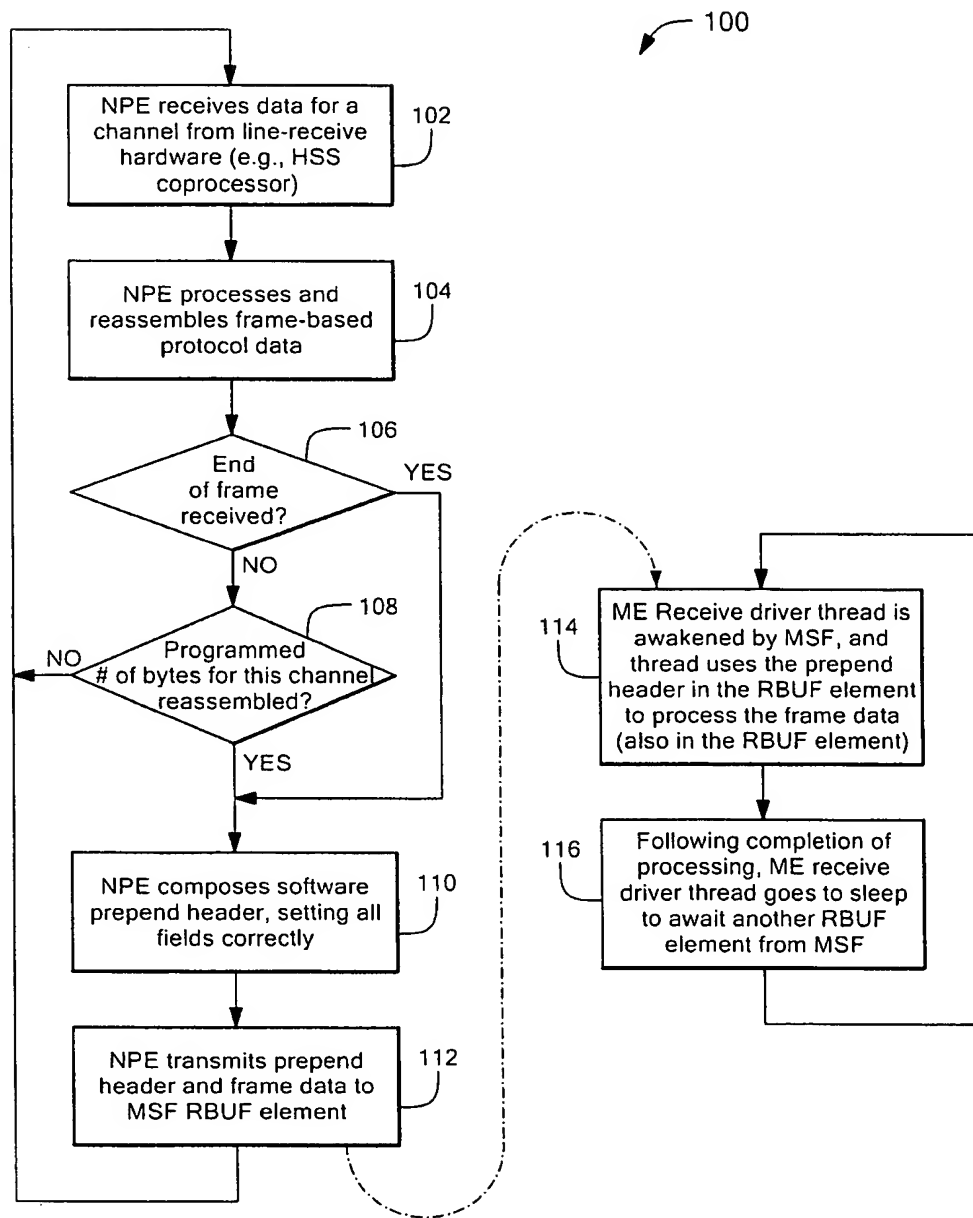 100
NPE receives data for a
channel from line-receive
hardware (e.g., HSS
coprocessor)
102
NPE processes and
reassembles frame-based
protocol data
104
End
of frame
received?
106
YES
NO
Programmed
# of bytes for this channel
reassembled?
108
NO
YES
NPE composes software
prepend header, setting all
fields correctly
110
NPE transmits prepend
header and frame data to
MSF RBUF element
112
ME Receive driver thread is
awakened by MSF, and
thread uses the prepend
header in the RBUF element
to process the frame data
(also in the RBUF element)
114
Following completion of
processing, ME receive
driver thread goes to sleep
to await another RBUF
element from MSF
116